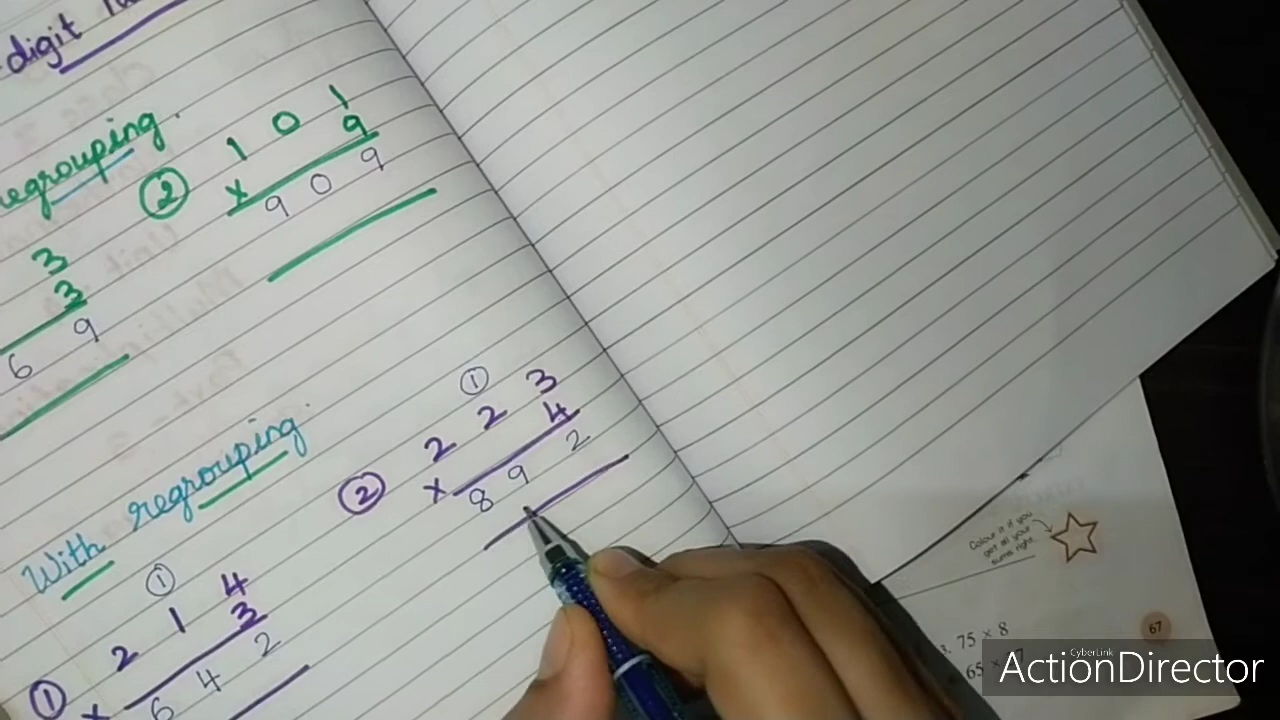 digit
regrouping.
② 1 0 1
× 9
9 0 9
3
3
6 9
With regrouping.
①
① 2 1 4
× 3
6 4 2
①
② 2 2 3
× 4
8 9 2
Colour it if you
get all your
sums right.
67
75 × 8
65 ×
CyberLink
ActionDirector